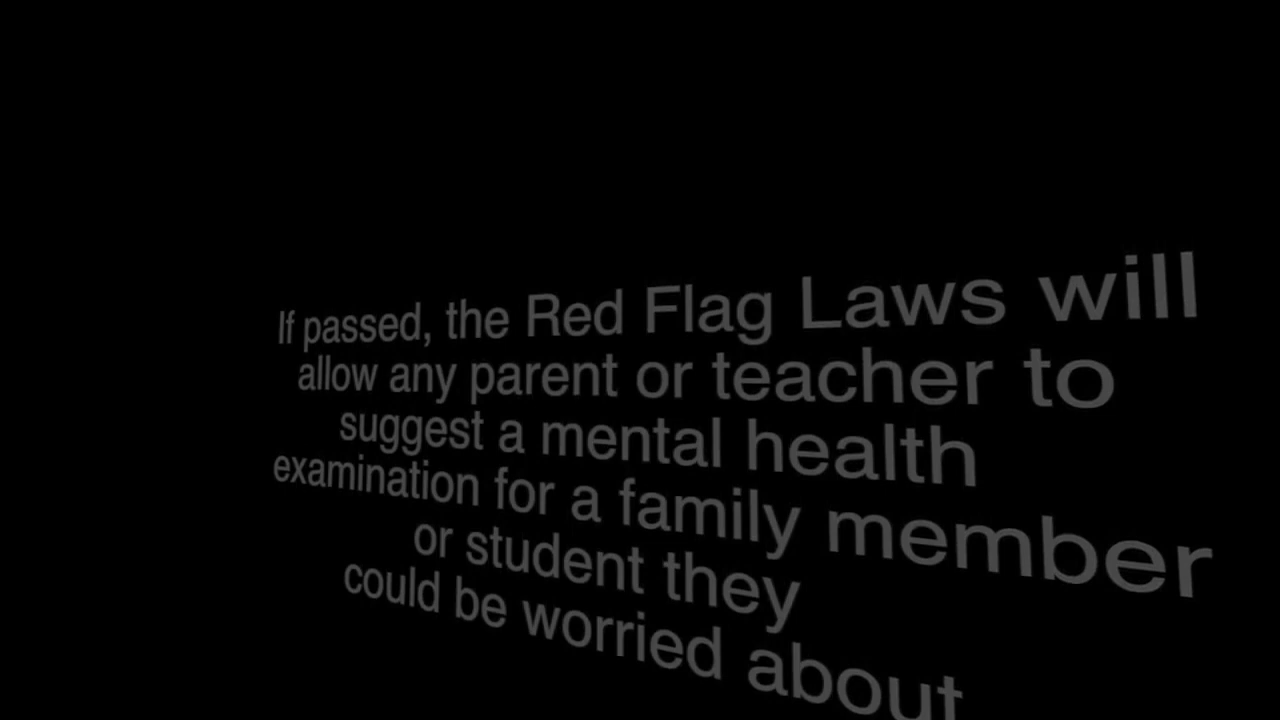 If passed, the Red Flag Laws will
allow any parent or teacher to
suggest a mental health
examination for a family member
or student they
could be worried about